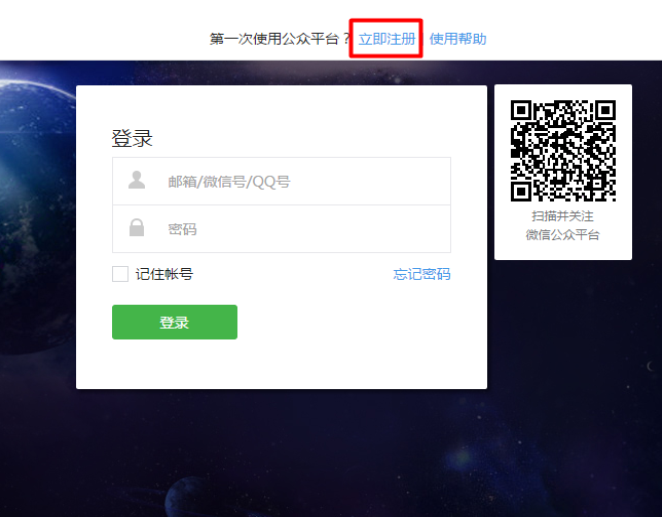 第一次使用公众平台？立即注册 使用帮助
登录
邮箱/微信号/QQ号
密码
记住帐号 忘记密码
登录
扫描并关注
微信公众平台